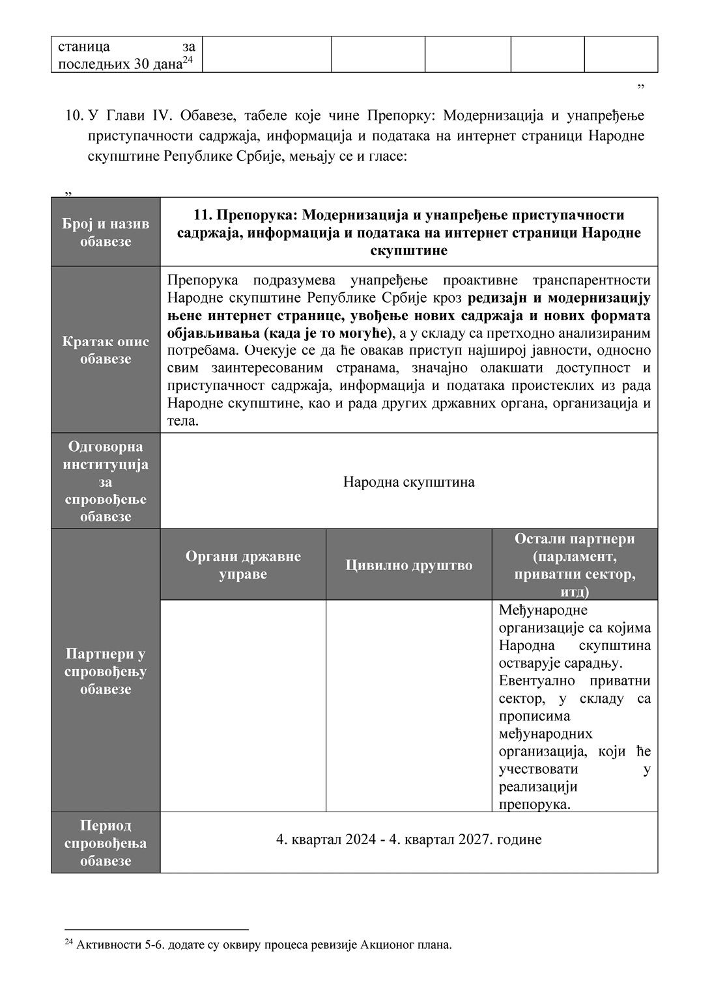 станица за
последњих 30 дана24
”
10. У Глави IV. Обавезе, табеле које чине Препорку: Модернизација и унапређење
приступачности садржаја, информација и података на интернет страници Народне
скупштине Републике Србије, мењају се и гласе:
„
Број и назив
обавезе
11. Препорука: Модернизација и унапређење приступачности
садржаја, информација и података на интернет страници Народне
скупштине
Кратак опис
обавезе
Препорука подразумева унапређење проактивне транспарентности
Народне скупштине Републике Србије кроз редизајн и модернизацију
њене интернет странице, увођење нових садржаја и нових формата
објављивања (када је то могуће), а у складу са претходно анализираним
потребама. Очекује се да ће овакав приступ најширој јавности, односно
свим заинтересованим странама, значајно олакшати доступност и
приступачност садржаја, информација и података проистеклих из рада
Народне скупштине, као и рада других државних органа, организација и
тела.
Одговорна
институција
за
спровођење
обавезе
Народна скупштина
Партнери у
спровођењу
обавезе
Органи државне
управе
Цивилно друштво
Остали партнери
(парламент,
приватни сектор,
итд)
Међународне
организације са којима
Народна скупштина
остварује сарадњу.
Евентуално приватни
сектор, у складу са
прописима
међународних
организација, који ће
учествовати у
реализацији
препорука.
Период
спровођења
обавезе
4. квартал 2024 - 4. квартал 2027. године
24 Активности 5-6. додате су оквиру процеса ревизије Акционог плана.